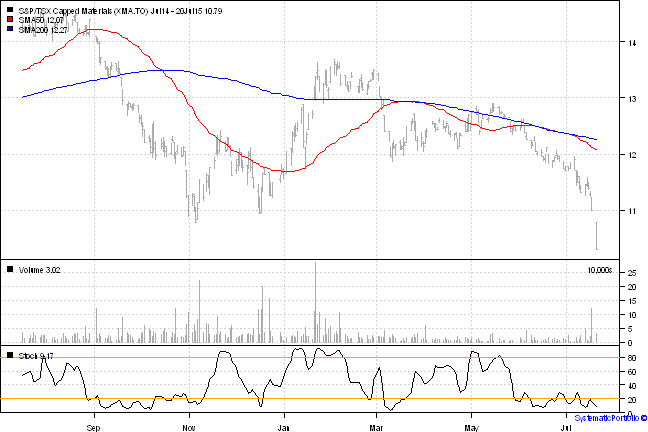 S&P/TSX Capped Materials (XMA.TO) Jul14 - 20Jul15 10.79
SMA50 12.07
SMA200 12.27
14
13
12
11
Volume 3.02
10,000s
25
20
15
10
5
0
Stoch 9.17
80
60
40
20
0
Sep
Nov
Jan
Mar
May
Jul
SystematicPortfolio ©